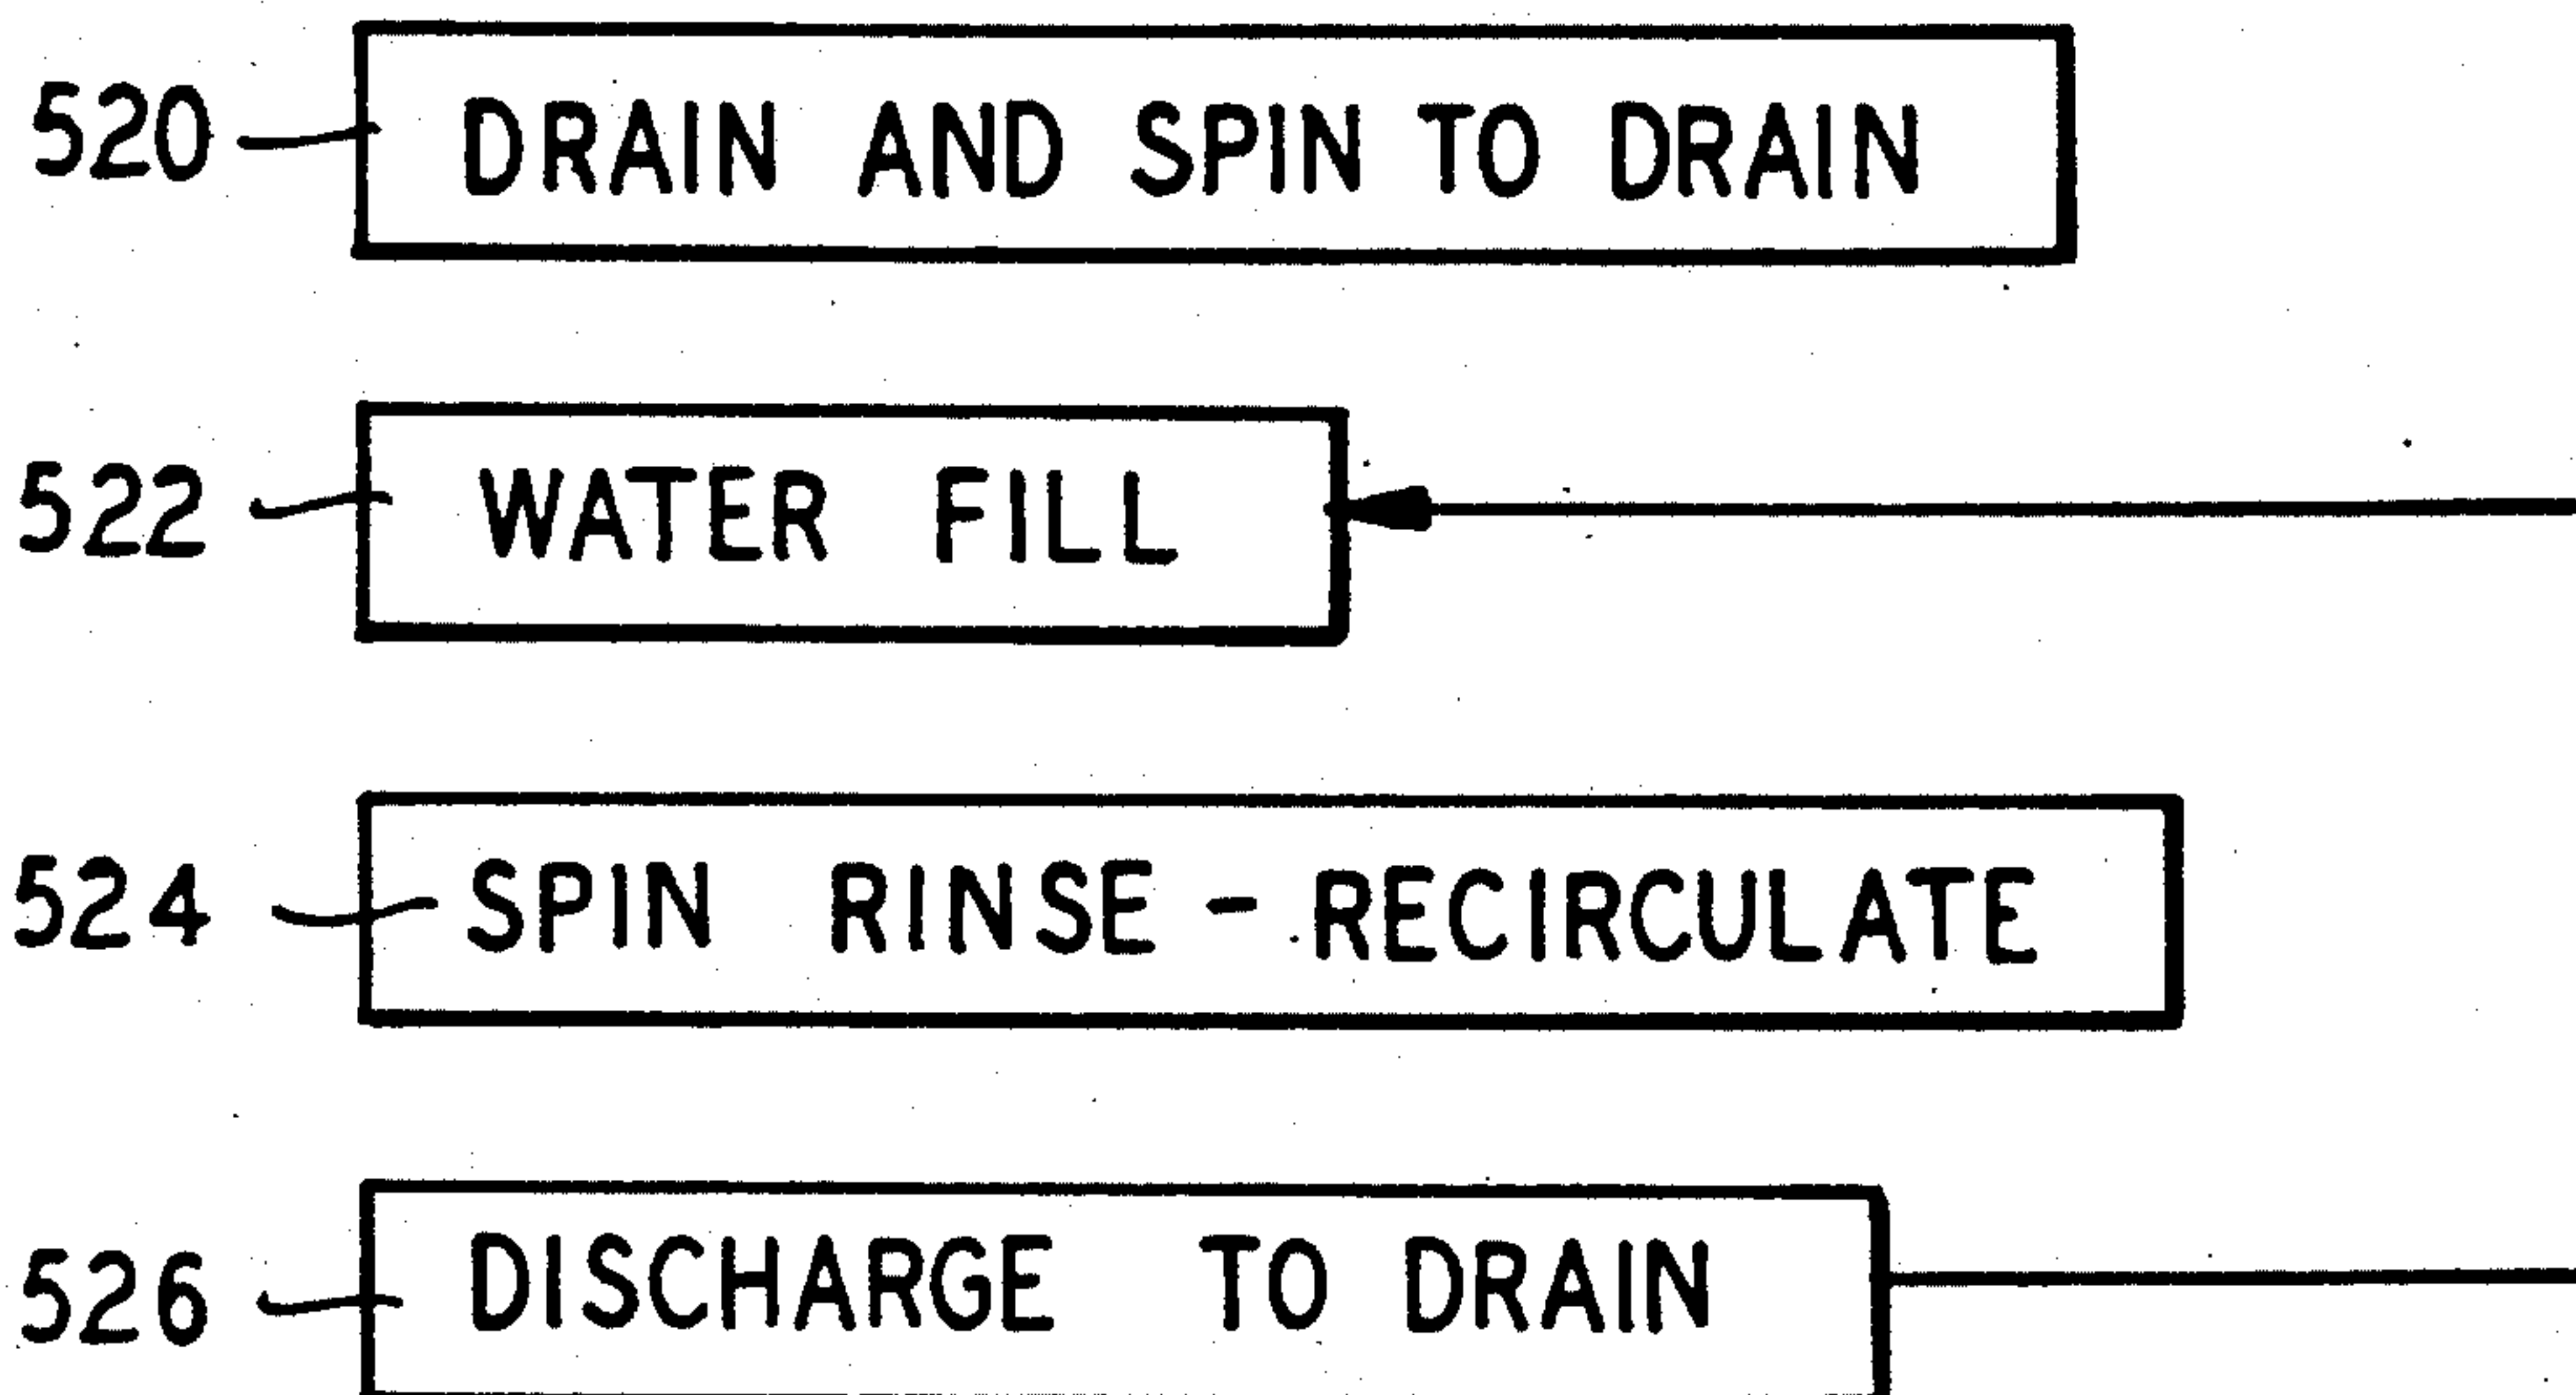 520 DRAIN AND SPIN TO DRAIN
522 WATER FILL
524 SPIN RINSE - RECIRCULATE
526 DISCHARGE TO DRAIN